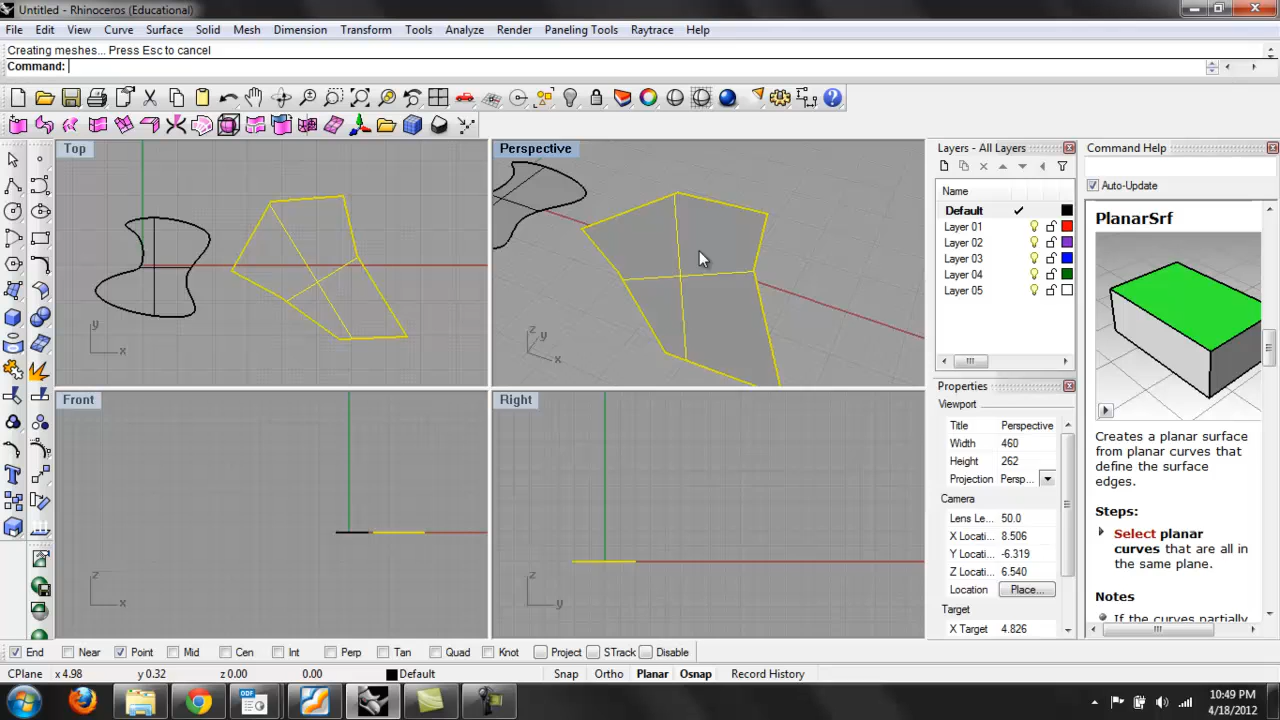 Untitled - Rhinoceros (Educational)
File Edit View Curve Surface Solid Mesh Dimension Transform Tools Analyze Render Paneling Tools Raytrace Help
Creating meshes... Press Esc to cancel
Command:
Top
Perspective
Front
Right
y
x
z
y
x
z
x
z
y
Layers - All Layers
Name
Default
Layer 01
Layer 02
Layer 03
Layer 04
Layer 05
Properties
Viewport
Title Perspective
Width 460
Height 262
Projection Persp...
Camera
Lens Le... 50.0
X Locati... 8.506
Y Locati... -6.319
Z Locati... 6.540
Location Place...
Target
X Target 4.826
Command Help
Auto-Update
PlanarSrf
Creates a planar surface
from planar curves that
define the surface
edges.
Steps:
Select planar
curves that are all in
the same plane.
Notes
If the curves partially
End Near Point Mid Cen Int Perp Tan Quad Knot Project STrack Disable
CPlane x 4.98 y 0.32 z 0.00 0.00 Default Snap Ortho Planar Osnap Record History
ODF
10:49 PM
4/18/2012